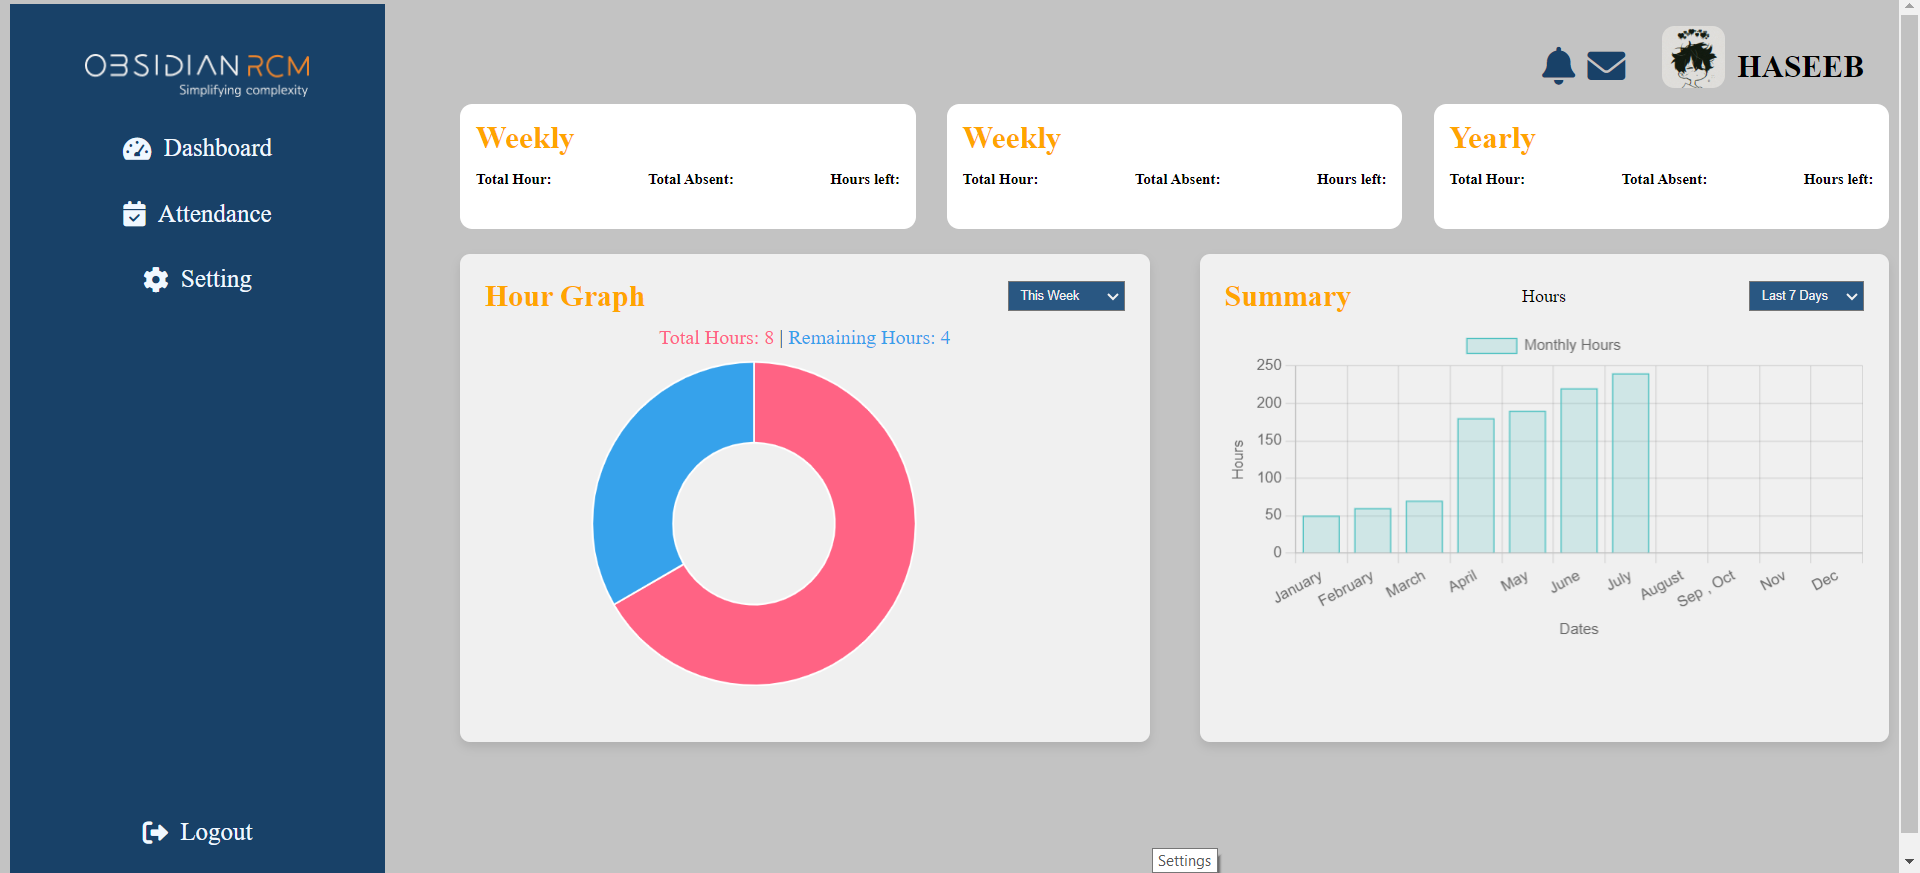 OBSIDIAN RCM
Simplifying complexity
Dashboard
Attendance
Setting
Logout
HASEEB
Weekly
Total Hour: Total Absent: Hours left:
Weekly
Total Hour: Total Absent: Hours left:
Yearly
Total Hour: Total Absent: Hours left:
Hour Graph
This Week
Total Hours: 8 | Remaining Hours: 4
Summary
Hours
Last 7 Days
Monthly Hours
250
200
150
100
50
0
Hours
January February March April May June July August Sep , Oct Nov Dec
Dates
Settings